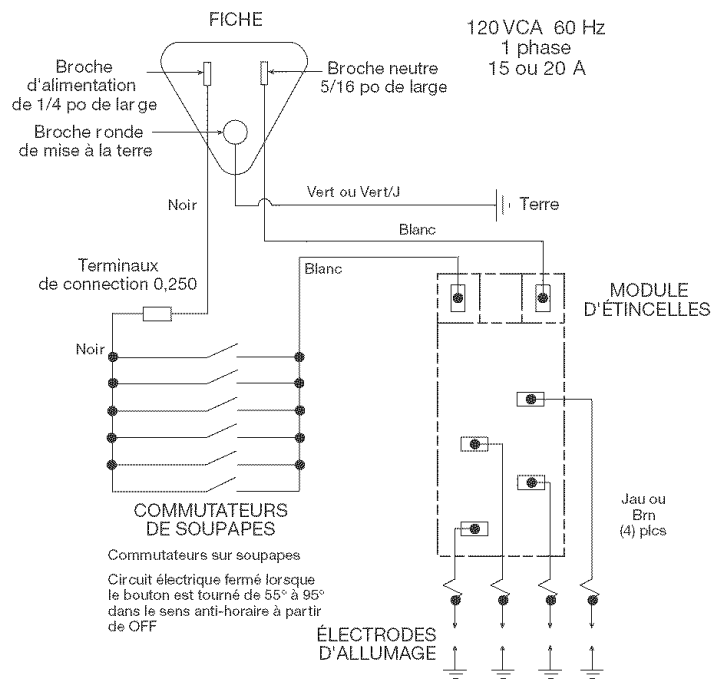 FICHE
120 VCA 60 Hz
1 phase
15 ou 20 A
Broche
d'alimentation
de 1/4 po de large
Broche neutre
5/16 po de large
Broche ronde
de mise à la terre
Vert ou Vert/J
Terre
Noir
Blanc
Terminaux
de connection 0,250
Blanc
MODULE
D'ÉTINCELLES
Noir
COMMUTATEURS
DE SOUPAPES
Commutateurs sur soupapes
Circuit électrique fermé lorsque
le bouton est tourné de 55° à 95°
dans le sens anti-horaire à partir
de OFF
Jau ou
Brn
(4) plcs
ÉLECTRODES
D'ALLUMAGE